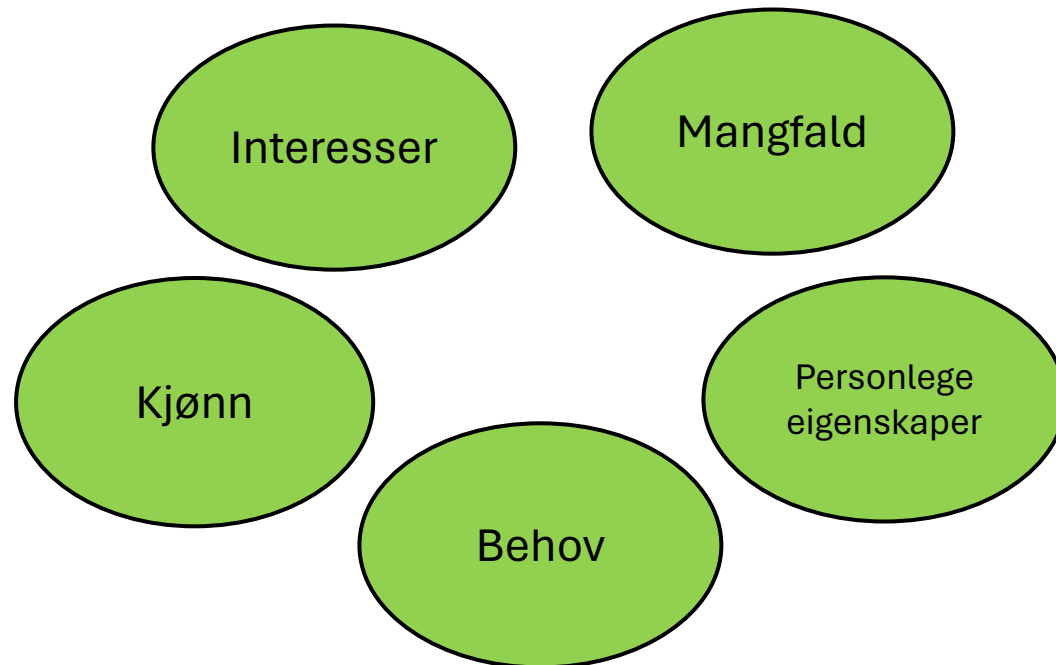 Interesser
Mangfald
Kjønn
Personlege
eigenskaper
Behov